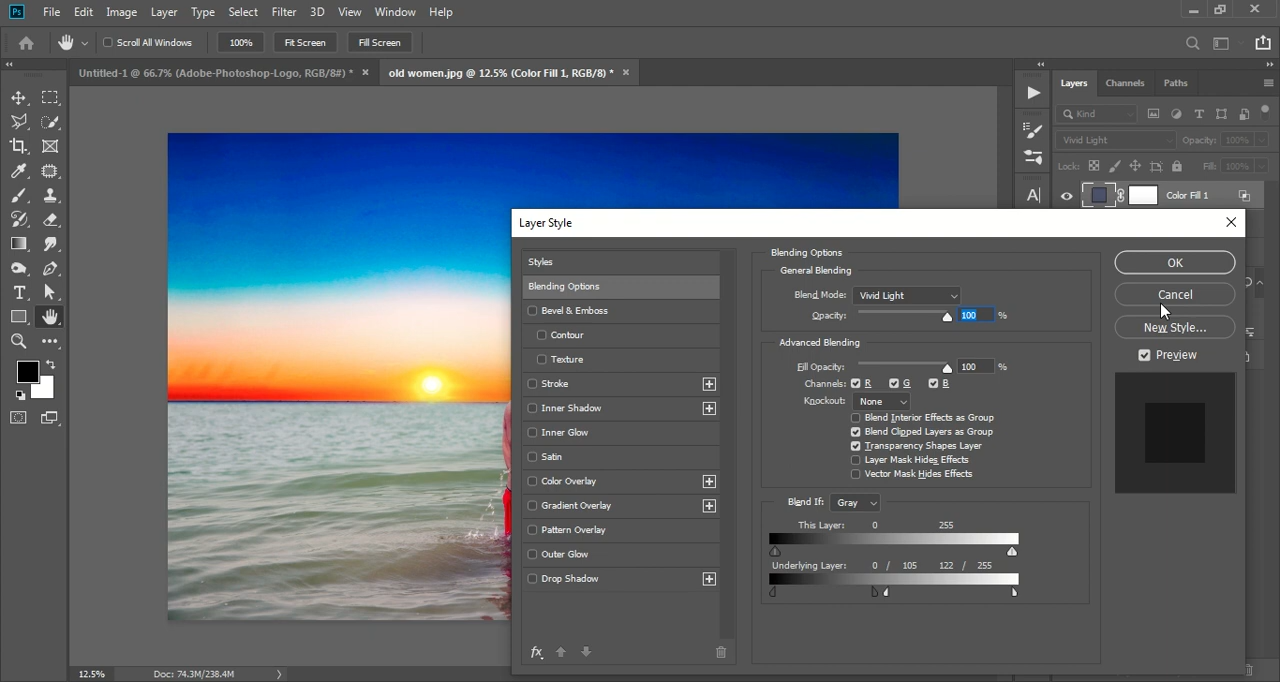 Ps File Edit Image Layer Type Select Filter 3D View Window Help
Scroll All Windows 100% Fit Screen Fill Screen
Untitled-1 @ 66.7% (Adobe-Photoshop-Logo, RGB/8#) * × old women.jpg @ 12.5% (Color Fill 1, RGB/8) * ×
Layers Channels Paths
Kind
Vivid Light Opacity: 100%
Lock: Fill: 100%
Color Fill 1
Layer Style
Styles
Blending Options
Bevel & Emboss
Contour
Texture
Stroke
Inner Shadow
Inner Glow
Satin
Color Overlay
Gradient Overlay
Pattern Overlay
Outer Glow
Drop Shadow
fx
Blending Options
General Blending
Blend Mode: Vivid Light
Opacity: 100 %
Advanced Blending
Fill Opacity: 100 %
Channels: R G B
Knockout: None
Blend Interior Effects as Group
Blend Clipped Layers as Group
Transparency Shapes Layer
Layer Mask Hides Effects
Vector Mask Hides Effects
Blend If: Gray
This Layer: 0 255
Underlying Layer: 0 / 105 122 / 255
OK
Cancel
New Style...
Preview
12.5% Doc: 74.3M/238.4M